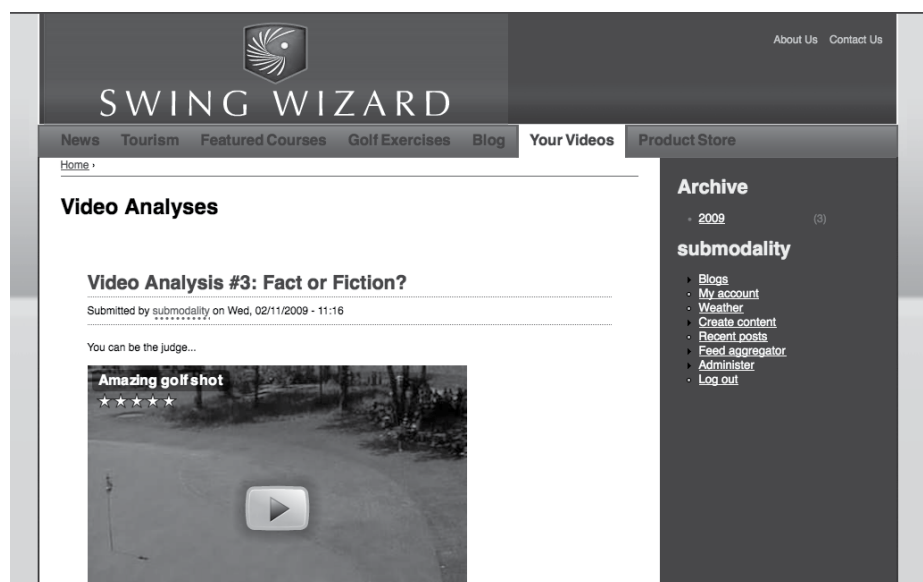 About Us Contact Us
SWING WIZARD
News Tourism Featured Courses Golf Exercises Blog Your Videos Product Store
Home ›
Video Analyses
Video Analysis #3: Fact or Fiction?
Submitted by submodality on Wed, 02/11/2009 - 11:16
You can be the judge...
Amazing golf shot
Archive
2009 (3)
submodality
Blogs
My account
Weather
Create content
Recent posts
Feed aggregator
Administer
Log out